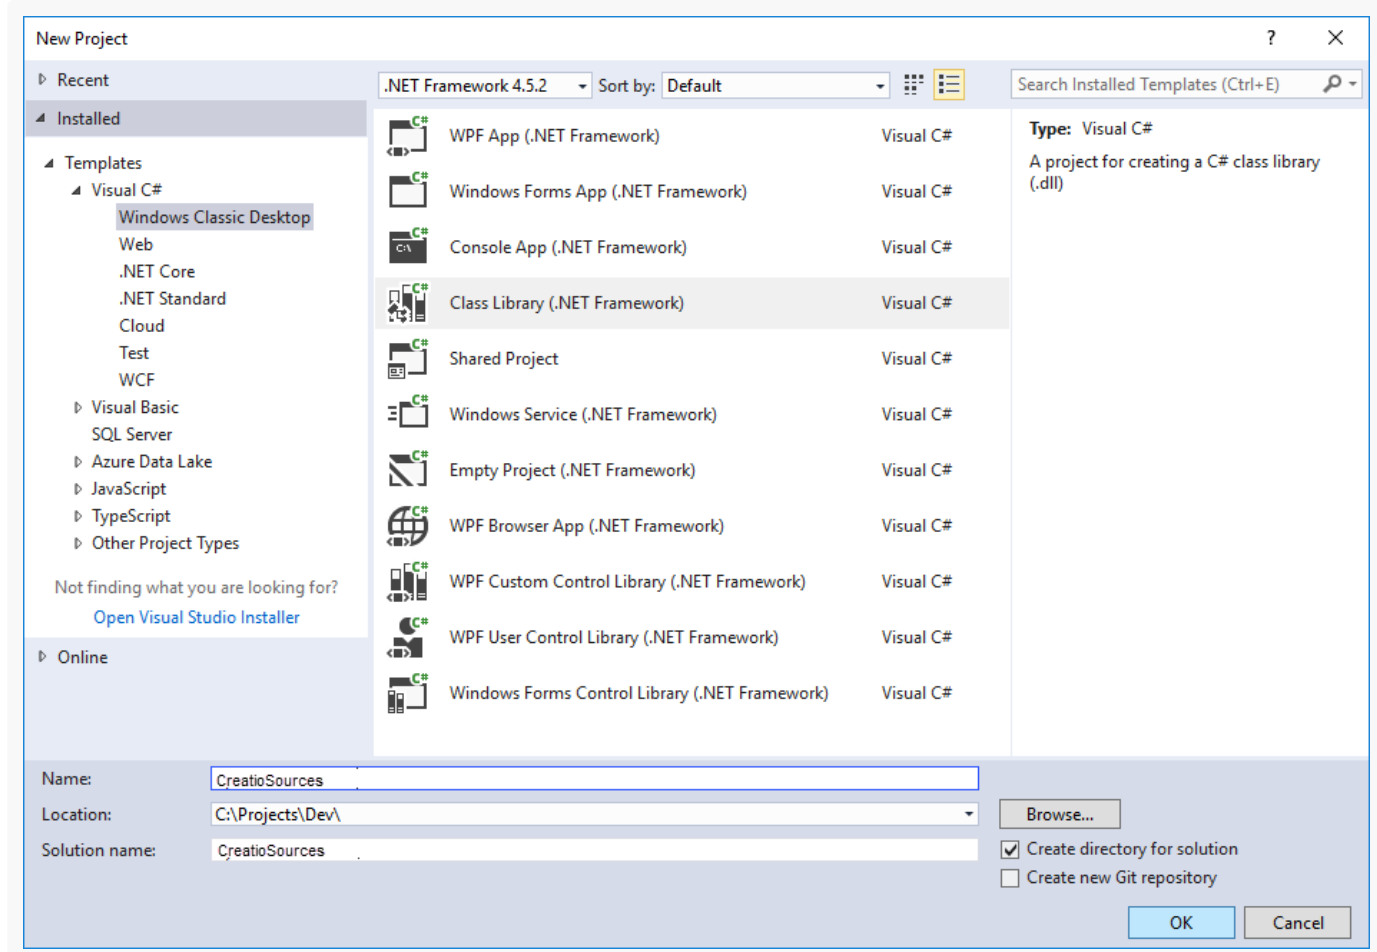 New Project
?
Recent
.NET Framework 4.5.2
Sort by:
Default
Search Installed Templates (Ctrl+E)
Installed
Templates
Visual C#
Windows Classic Desktop
Web
.NET Core
.NET Standard
Cloud
Test
WCF
Visual Basic
SQL Server
Azure Data Lake
JavaScript
TypeScript
Other Project Types
Not finding what you are looking for?
Open Visual Studio Installer
Online
C# WPF App (.NET Framework) Visual C#
C# Windows Forms App (.NET Framework) Visual C#
C# C:\ Console App (.NET Framework) Visual C#
C# Class Library (.NET Framework) Visual C#
C# Shared Project Visual C#
C# Windows Service (.NET Framework) Visual C#
C# Empty Project (.NET Framework) Visual C#
C# WPF Browser App (.NET Framework) Visual C#
C# WPF Custom Control Library (.NET Framework) Visual C#
C# WPF User Control Library (.NET Framework) Visual C#
C# Windows Forms Control Library (.NET Framework) Visual C#
Type: Visual C#
A project for creating a C# class library
(.dll)
Name: CreatioSources
Location: C:\Projects\Dev\ Browse...
Solution name: CreatioSources
Create directory for solution
Create new Git repository
OK
Cancel